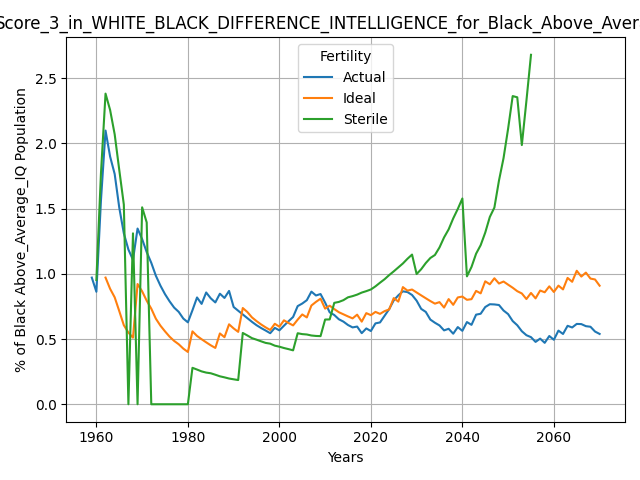 Score_3_in_WHITE_BLACK_DIFFERENCE_INTELLIGENCE_for_Black_Above_Aver
Fertility
Actual
Ideal
Sterile
% of Black Above_Average_IQ Population
2.5
2.0
1.5
1.0
0.5
0.0
1960 1980 2000 2020 2040 2060
Years